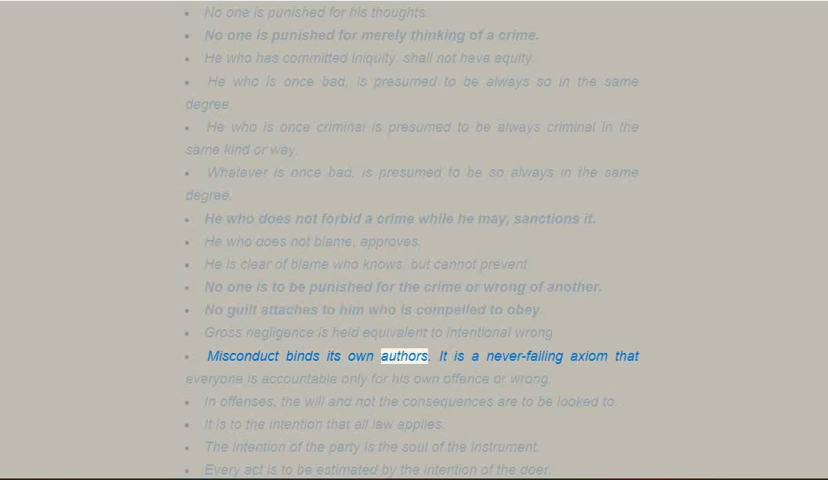 • No one is punished for his thoughts.
• No one is punished for merely thinking of a crime.
• He who has committed iniquity, shall not have equity.
• He who is once bad, is presumed to be always so in the same
degree.
• He who is once criminal is presumed to be always criminal in the
same kind or way.
• Whatever is once bad, is presumed to be so always in the same
degree.
• He who does not forbid a crime while he may, sanctions it.
• He who does not blame, approves.
• He is clear of blame who knows, but cannot prevent
• No one is to be punished for the crime or wrong of another.
• No guilt attaches to him who is compelled to obey.
• Gross negligence is held equivalent to intentional wrong
• Misconduct binds its own authors. It is a never-failing axiom that
everyone is accountable only for his own offence or wrong.
• In offenses, the will and not the consequences are to be looked to.
• It is to the intention that all law applies.
• The intention of the party is the soul of the instrument.
• Every act is to be estimated by the intention of the doer.